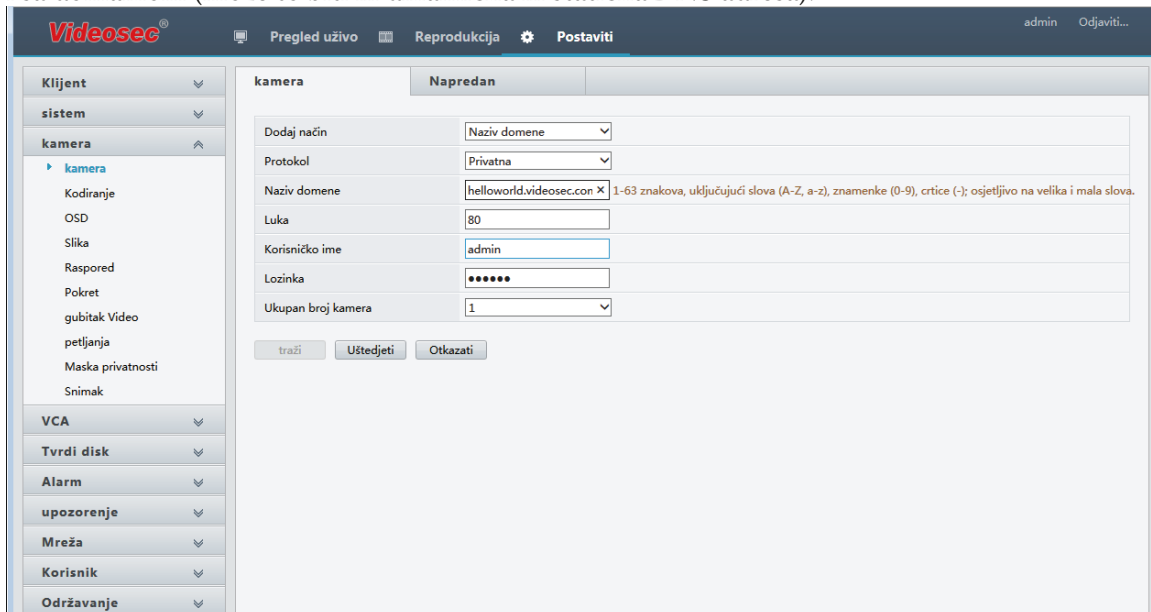 Videosec®
Pregled uživo
Reprodukcija
Postaviti
admin
Odjaviti...
Klijent
sistem
kamera
kamera
Kodiranje
OSD
Slika
Raspored
Pokret
gubitak Video
petljanja
Maska privatnosti
Snimak
VCA
Tvrdi disk
Alarm
upozorenje
Mreža
Korisnik
Održavanje
kamera
Napredan
Dodaj način
Naziv domene
Protokol
Privatna
Naziv domene
helloworld.videosec.con × 1-63 znakova, uključujući slova (A-Z, a-z), znamenke (0-9), crtice (-); osjetljivo na velika i mala slova.
Luka
80
Korisničko ime
admin
Lozinka
●●●●●●
Ukupan broj kamera
1
traži
Uštedjeti
Otkazati